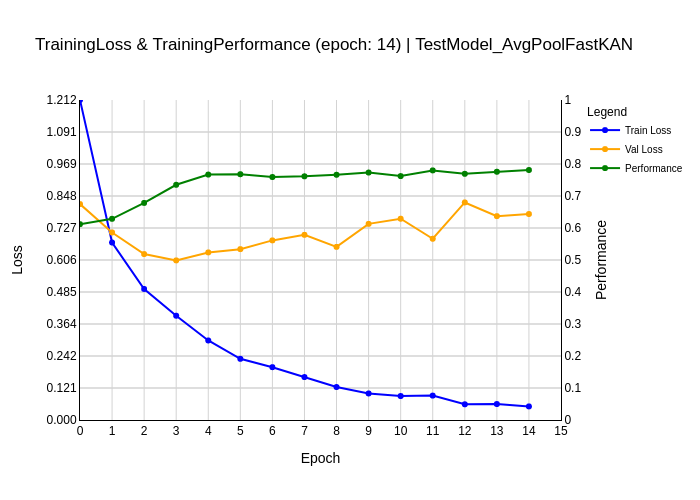 TrainingLoss & TrainingPerformance (epoch: 14) | TestModel_AvgPoolFastKAN
1.212
1.091
0.969
0.848
0.727
0.606
0.485
0.364
0.242
0.121
0.000
Loss
0 1 2 3 4 5 6 7 8 9 10 11 12 13 14 15
Epoch
1
0.9
0.8
0.7
0.6
0.5
0.4
0.3
0.2
0.1
0
Performance
Legend
Train Loss
Val Loss
Performance